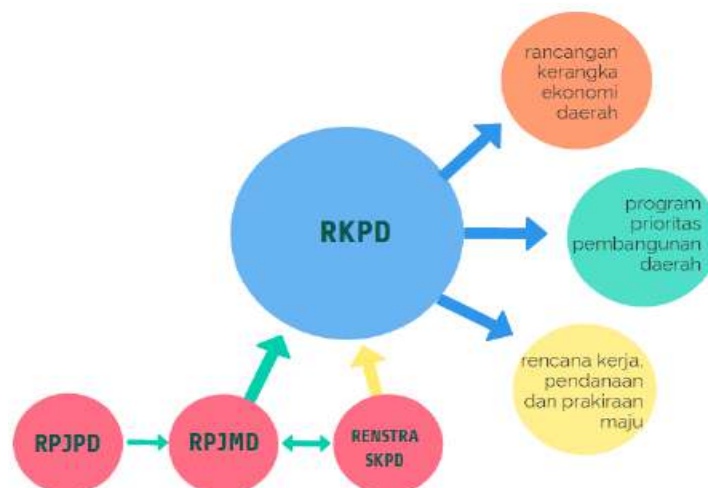 rancangan
kerangka
ekonomi
daerah
RKPD
program
prioritas
pembangunan
daerah
rencana kerja,
pendanaan
dan prakiraan
maju
RPJPD
RPJMD
RENSTRA
SKPD